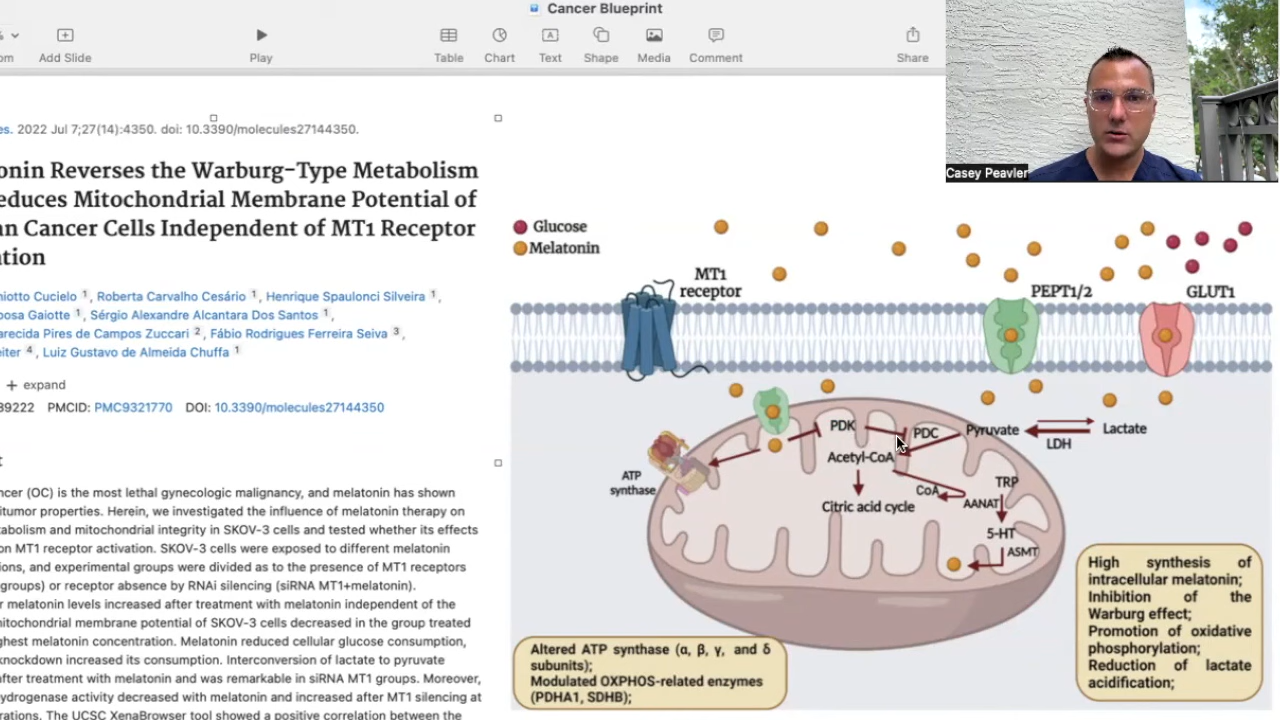 Cancer Blueprint
om
Add Slide
Play
Table
Chart
Text
Shape
Media
Comment
Share
Casey Peavler
es. 2022 Jul 7;27(14):4350. doi: 10.3390/molecules27144350.
onin Reverses the Warburg-Type Metabolism
educes Mitochondrial Membrane Potential of
an Cancer Cells Independent of MT1 Receptor
ation
hiotto Cucielo 1, Roberta Carvalho Cesário 1, Henrique Spaulonci Silveira 1,
bosa Gaiotte 1, Sérgio Alexandre Alcantara Dos Santos 1,
arecida Pires de Campos Zuccari 2, Fábio Rodrigues Ferreira Seiva 3,
eiter 4, Luiz Gustavo de Almeida Chuffa 1
+ expand
39222 PMCID: PMC9321770 DOI: 10.3390/molecules27144350
t
ncer (OC) is the most lethal gynecologic malignancy, and melatonin has shown
itumor properties. Herein, we investigated the influence of melatonin therapy on
tabolism and mitochondrial integrity in SKOV-3 cells and tested whether its effects
on MT1 receptor activation. SKOV-3 cells were exposed to different melatonin
ions, and experimental groups were divided as to the presence of MT1 receptors
groups) or receptor absence by RNAi silencing (siRNA MT1+melatonin).
r melatonin levels increased after treatment with melatonin independent of the
mitochondrial membrane potential of SKOV-3 cells decreased in the group treated
ghest melatonin concentration. Melatonin reduced cellular glucose consumption,
knockdown increased its consumption. Interconversion of lactate to pyruvate
after treatment with melatonin and was remarkable in siRNA MT1 groups. Moreover,
ydrogenase activity decreased with melatonin and increased after MT1 silencing at
rations. The UCSC XenaBrowser tool showed a positive correlation between the
Glucose
Melatonin
MT1
receptor
PEPT1/2
GLUT1
ATP
synthase
PDK
PDC
Pyruvate
LDH
Lactate
Acetyl-CoA
CoA
Citric acid cycle
TRP
AANAT
5-HT
ASMT
Altered ATP synthase (α, β, γ, and δ
subunits);
Modulated OXPHOS-related enzymes
(PDHA1, SDHB);
High synthesis of
intracellular melatonin;
Inhibition of the
Warburg effect;
Promotion of oxidative
phosphorylation;
Reduction of lactate
acidification;